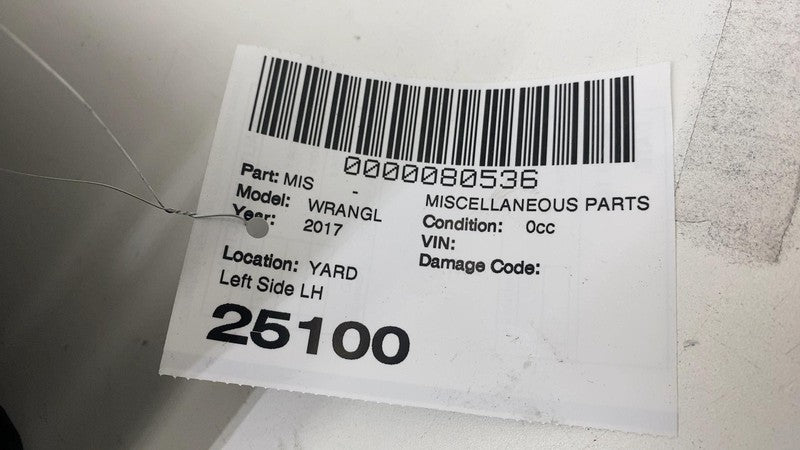 0000080536
Part: MIS - MISCELLANEOUS PARTS
Model: WRANGL Condition: 0cc
Year: 2017 VIN:
Location: YARD Damage Code:
Left Side LH
25100